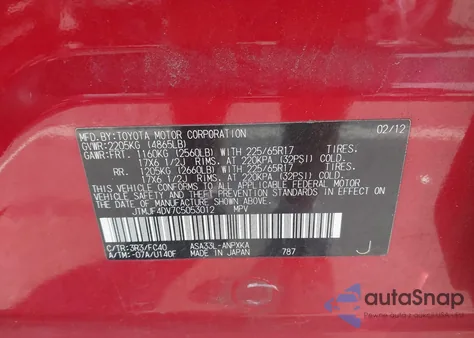 MFD.BY:TOYOTA MOTOR CORPORATION 02/12
GVWR:2205KG (4865LB)
GAWR:FRT. 1160KG (2560LB) WITH 225/65R17 TIRES,
17X6 1/2J RIMS, AT 220KPA (32PSI) COLD.
RR. 1205KG (2660LB) WITH 225/65R17 TIRES,
17X6 1/2J RIMS, AT 220KPA (32PSI) COLD.
THIS VEHICLE CONFORMS TO ALL APPLICABLE
FEDERAL MOTOR VEHICLE SAFETY AND THEFT
PREVENTION STANDARDS IN EFFECT ON THE DATE
OF MANUFACTURE SHOWN ABOVE.
JTMJF4DV7C5053012 MPV
C/TR:3R3/FC40 ASA33L-ANPXKA J
A/TM:-07A/U140F MADE IN JAPAN 787
autoSnap
Pewne auto z aukcji USA